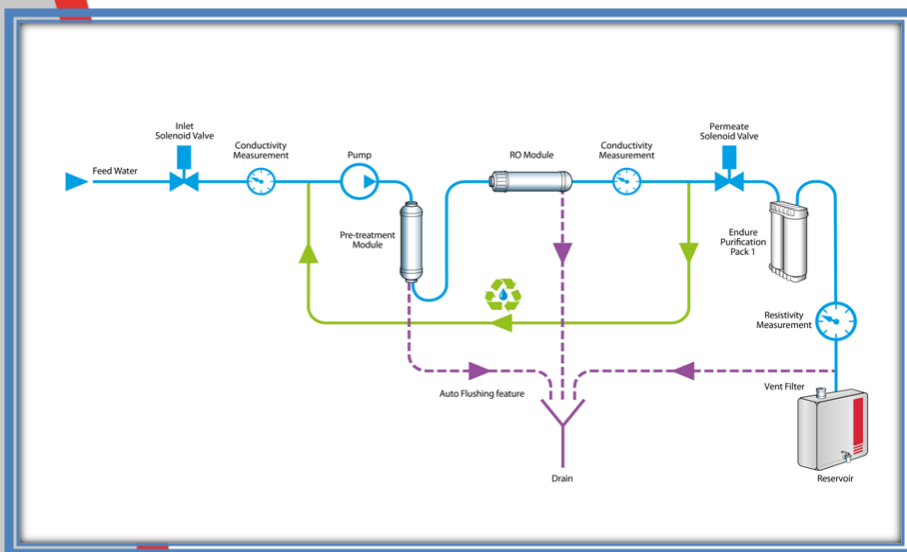 Inlet
Solenoid Valve
Conductivity
Measurement
Pump
RO Module
Conductivity
Measurement
Permeate
Solenoid Valve
Feed Water
Pre-treatment
Module
Endure
Purification
Pack 1
Resistivity
Measurement
Auto Flushing feature
Vent Filter
Drain
Reservoir